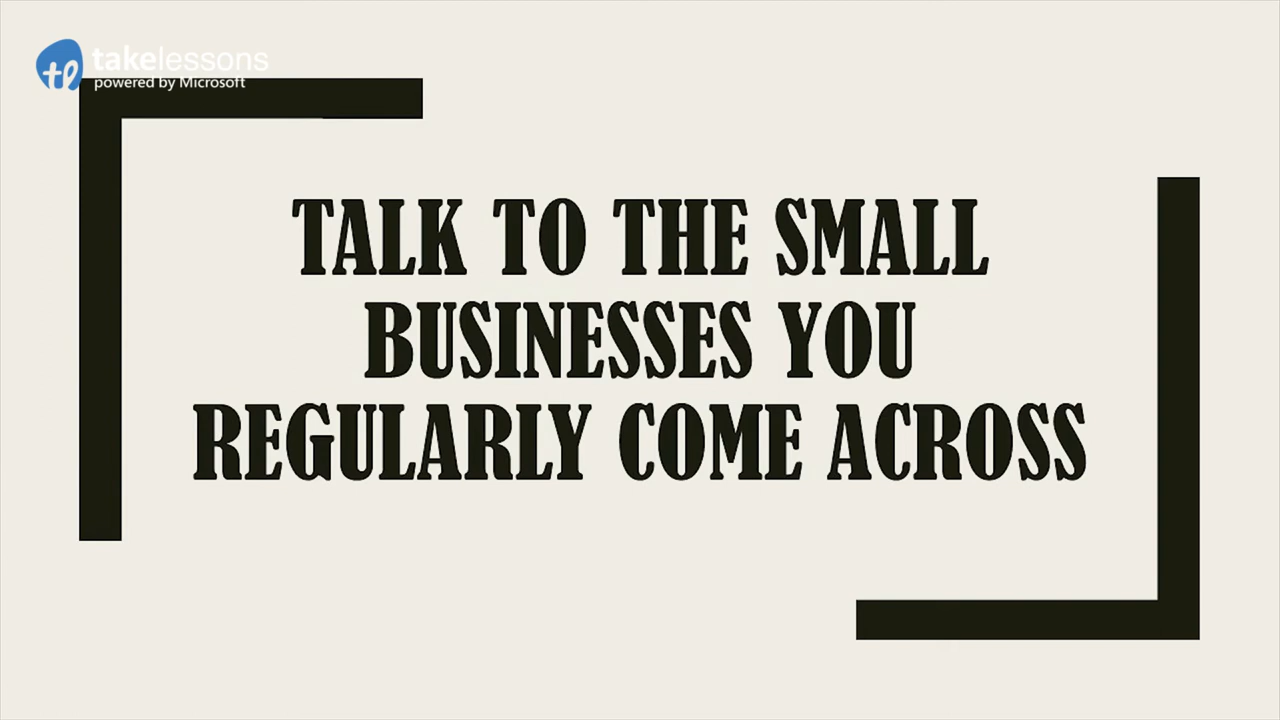 takelessons
powered by Microsoft
TALK TO THE SMALL
BUSINESSES YOU
REGULARLY COME ACROSS